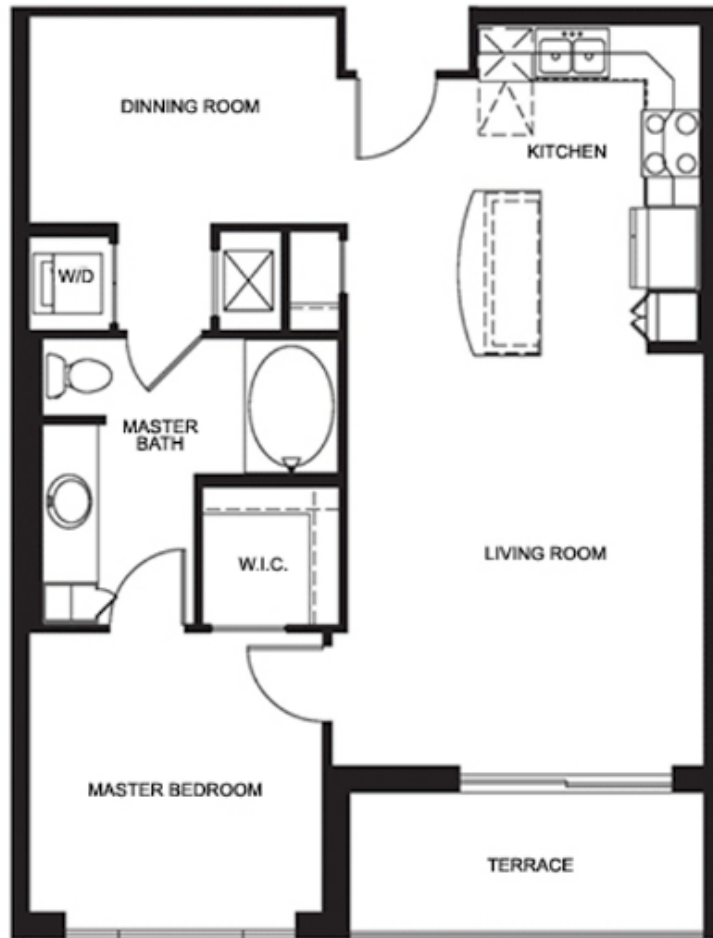 DINNING ROOM
KITCHEN
W/D
MASTER
BATH
LIVING ROOM
W.I.C.
MASTER BEDROOM
TERRACE